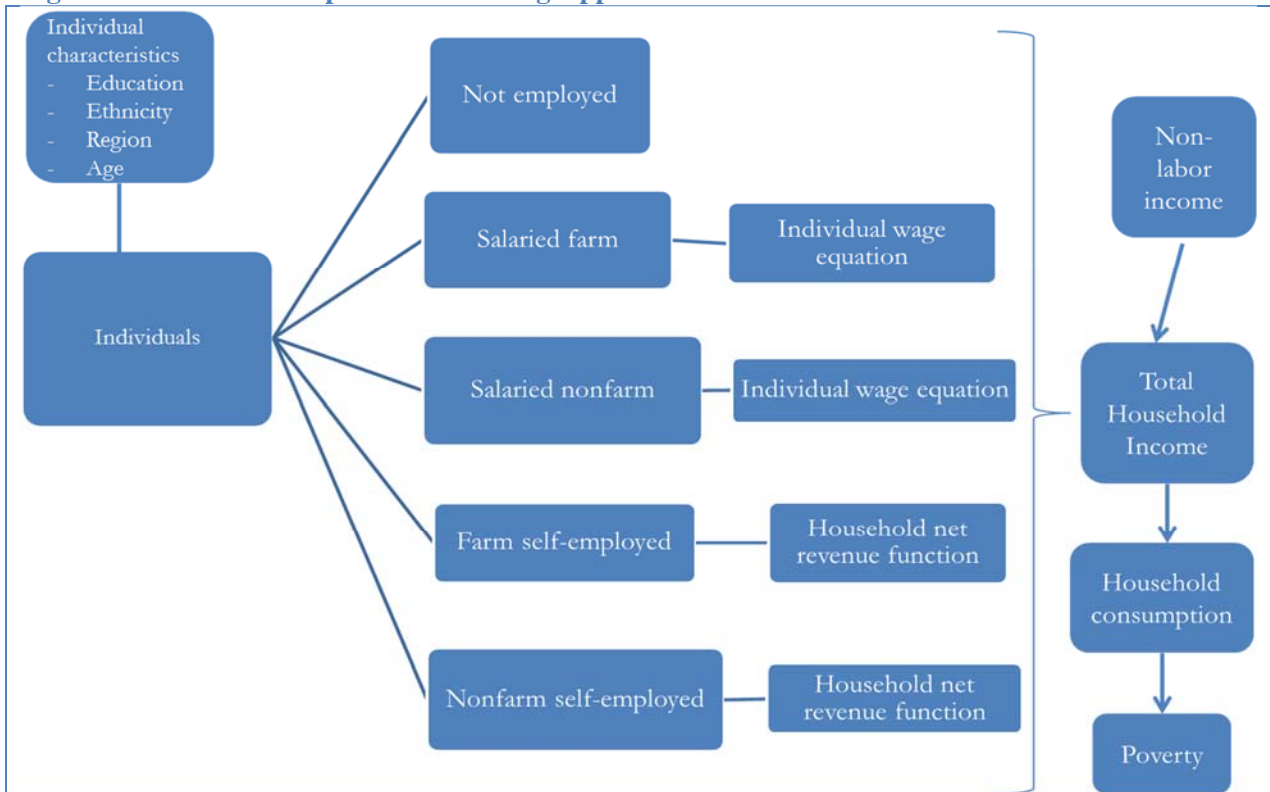 Individual
characteristics
- Education
- Ethnicity
- Region
- Age
Individuals
Not employed
Salaried farm
Individual wage
equation
Salaried nonfarm
Individual wage equation
Farm self-employed
Household net
revenue function
Nonfarm self-employed
Household net
revenue function
Non-
labor
income
Total
Household
Income
Household
consumption
Poverty